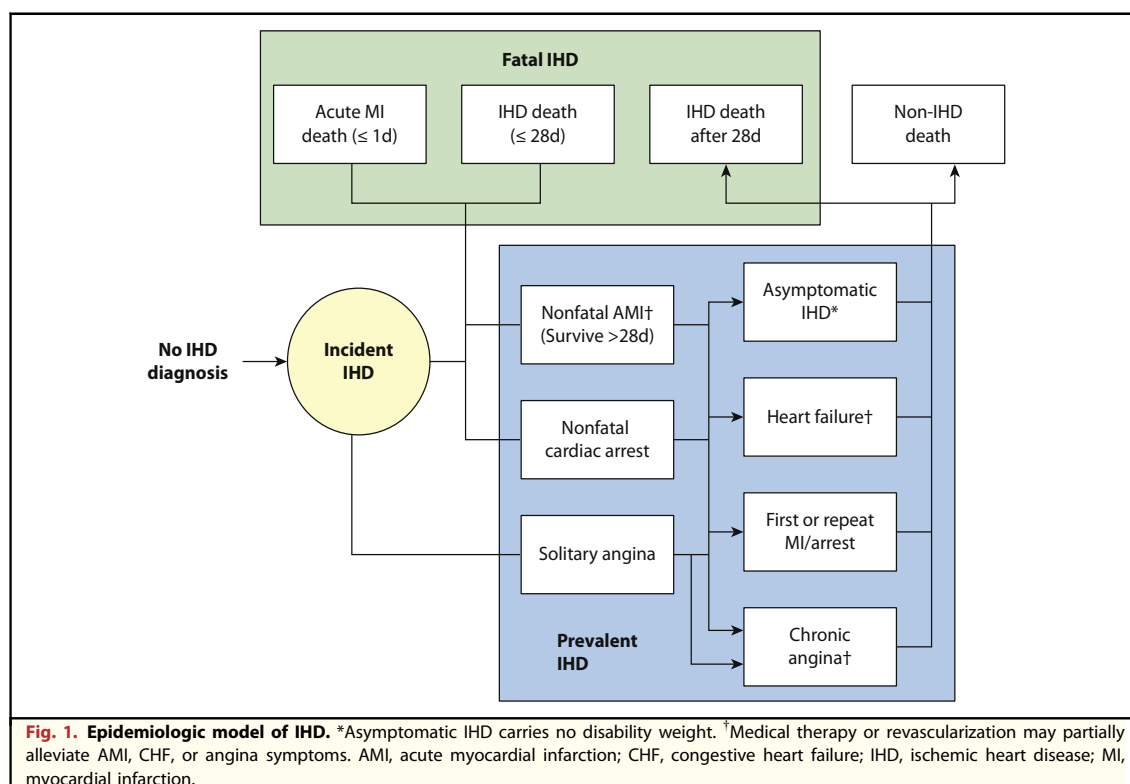 Fatal IHD
Acute MI
death (≤ 1d)
IHD death
(≤ 28d)
IHD death
after 28d
Non-IHD
death
No IHD
diagnosis
Incident
IHD
Nonfatal AMI†
(Survive >28d)
Asymptomatic
IHD*
Nonfatal
cardiac arrest
Heart failure†
Solitary angina
First or repeat
MI/arrest
Chronic
angina†
Prevalent
IHD
Fig. 1. Epidemiologic model of IHD. *Asymptomatic IHD carries no disability weight. †Medical therapy or revascularization may partially
alleviate AMI, CHF, or angina symptoms. AMI, acute myocardial infarction; CHF, congestive heart failure; IHD, ischemic heart disease; MI,
myocardial infarction.